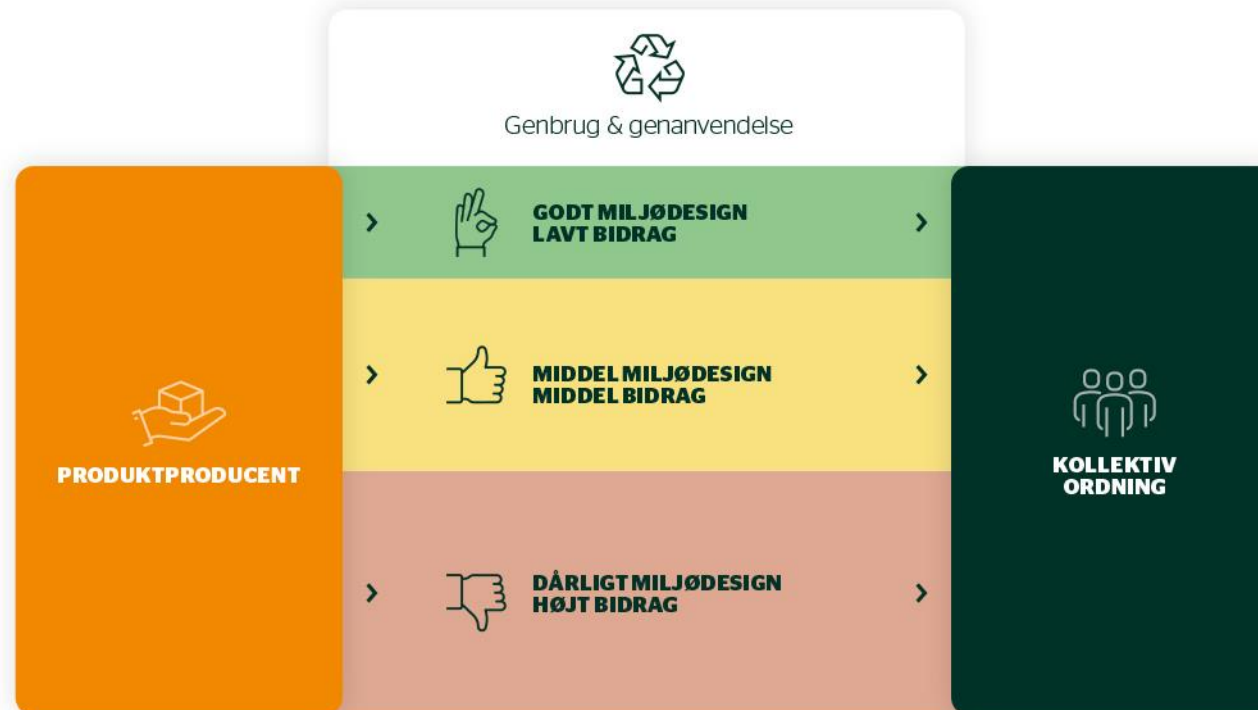 Genbrug & genanvendelse
GODT MILJØDESIGN
LAVT BIDRAG
MIDDEL MILJØDESIGN
MIDDEL BIDRAG
PRODUKTPRODUCENT
KOLLEKTIV
ORDNING
DÅRLIGT MILJØDESIGN
HØJT BIDRAG